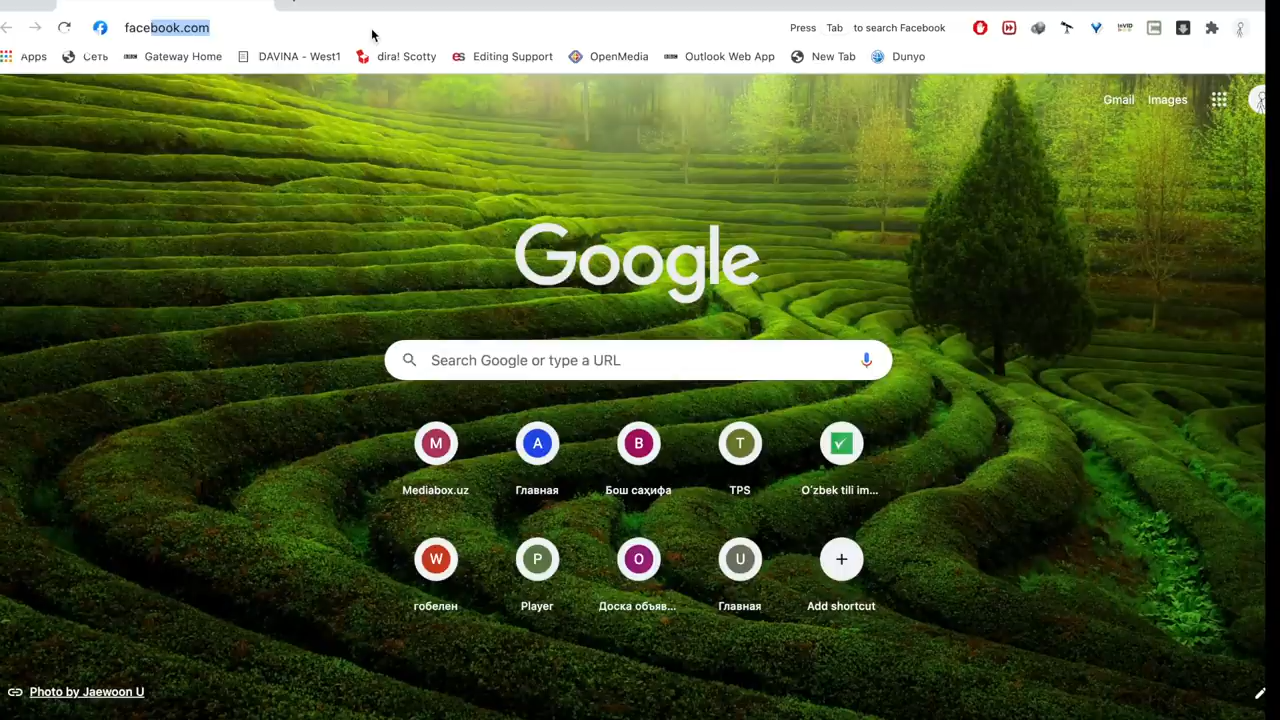 facebook.com Press Tab to search Facebook
Apps Сеть Gateway Home DAVINA - West1 dira! Scotty es Editing Support OpenMedia Outlook Web App New Tab Dunyo
Gmail Images
Google
Search Google or type a URL
M A B T
Mediabox.uz Главная Бош саҳифа TPS O'zbek tili im...
W P O U +
гобелен Player Доска объяв... Главная Add shortcut
Photo by Jaewoon U